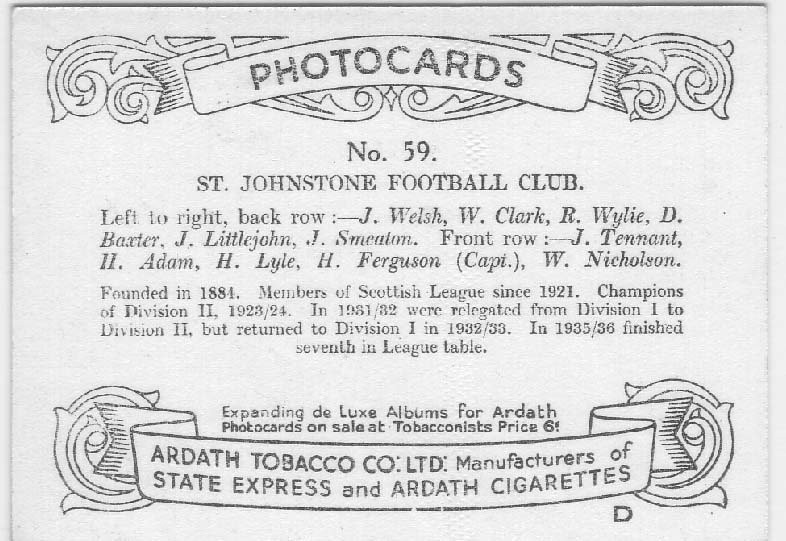 PHOTOCARDS
No. 59.
ST. JOHNSTONE FOOTBALL CLUB.
Left to right, back row :—J. Welsh, W. Clark, R. Wylie, D.
Baxter, J. Littlejohn, J. Smeaton. Front row :—J. Tennant,
H. Adam, H. Lyle, H. Ferguson (Capt.), W. Nicholson.
Founded in 1884. Members of Scottish League since 1921. Champions
of Division II, 1923/24. In 1931/32 were relegated from Division I to
Division II, but returned to Division I in 1932/33. In 1935/36 finished
seventh in League table.
Expanding de Luxe Albums for Ardath
Photocards on sale at Tobacconists Price 6d
ARDATH TOBACCO CO. LTD. Manufacturers of
STATE EXPRESS and ARDATH CIGARETTES
D